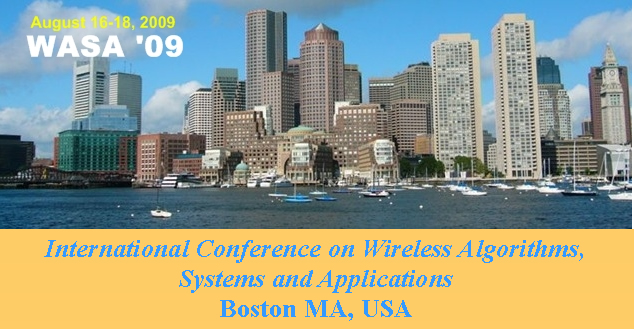 August 16-18, 2009
WASA '09
International Conference on Wireless Algorithms,
Systems and Applications
Boston MA, USA